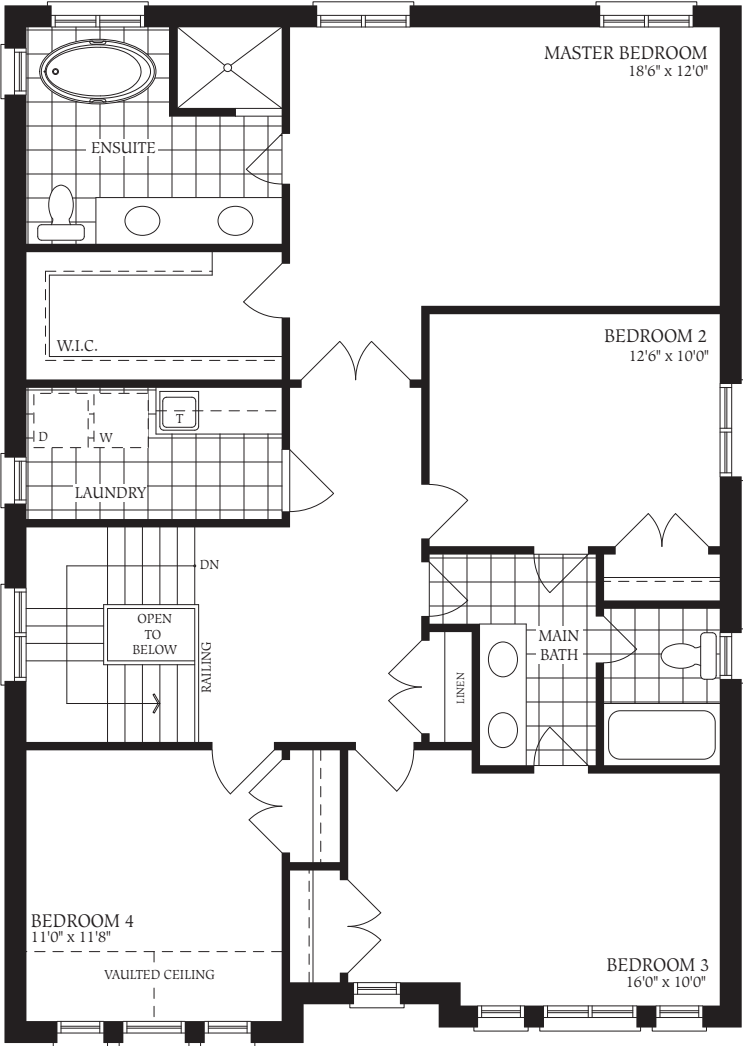 MASTER BEDROOM
18'6" x 12'0"
ENSUITE
W.I.C.
BEDROOM 2
12'6" x 10'0"
D
W
T
LAUNDRY
DN
OPEN
TO
BELOW
RAILING
MAIN
BATH
LINEN
BEDROOM 4
11'0" x 11'8"
VAULTED CEILING
BEDROOM 3
16'0" x 10'0"